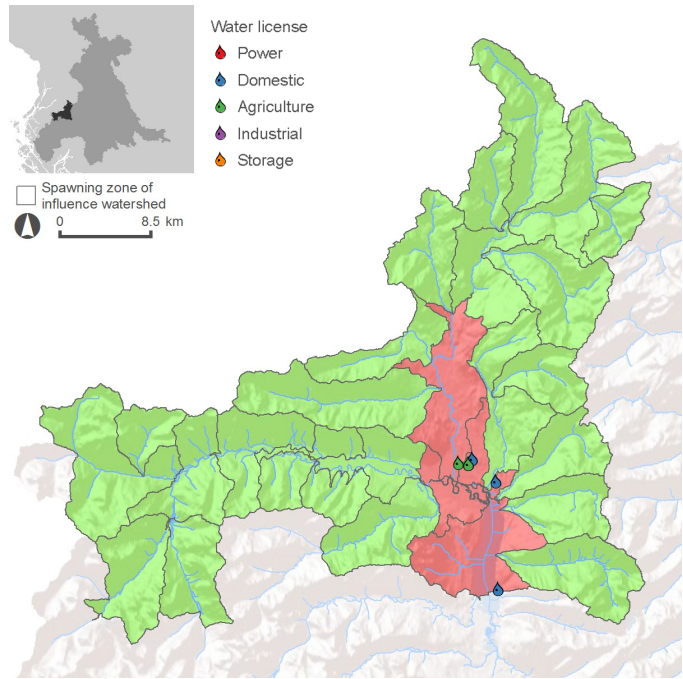 Water license
Power
Domestic
Agriculture
Industrial
Storage
Spawning zone of
influence watershed
0 8.5 km